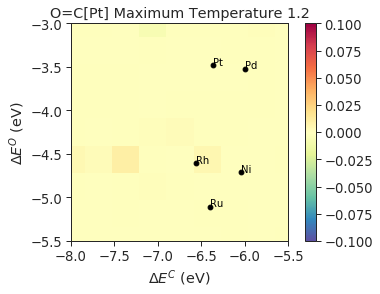 O=C[Pt] Maximum Temperature 1.2
−3.0
−3.5
−4.0
−4.5
−5.0
−5.5
ΔE^O (eV)
Pt
Pd
Rh
Ni
Ru
−8.0 −7.5 −7.0 −6.5 −6.0 −5.5
ΔE^C (eV)
0.100
0.075
0.050
0.025
0.000
−0.025
−0.050
−0.075
−0.100